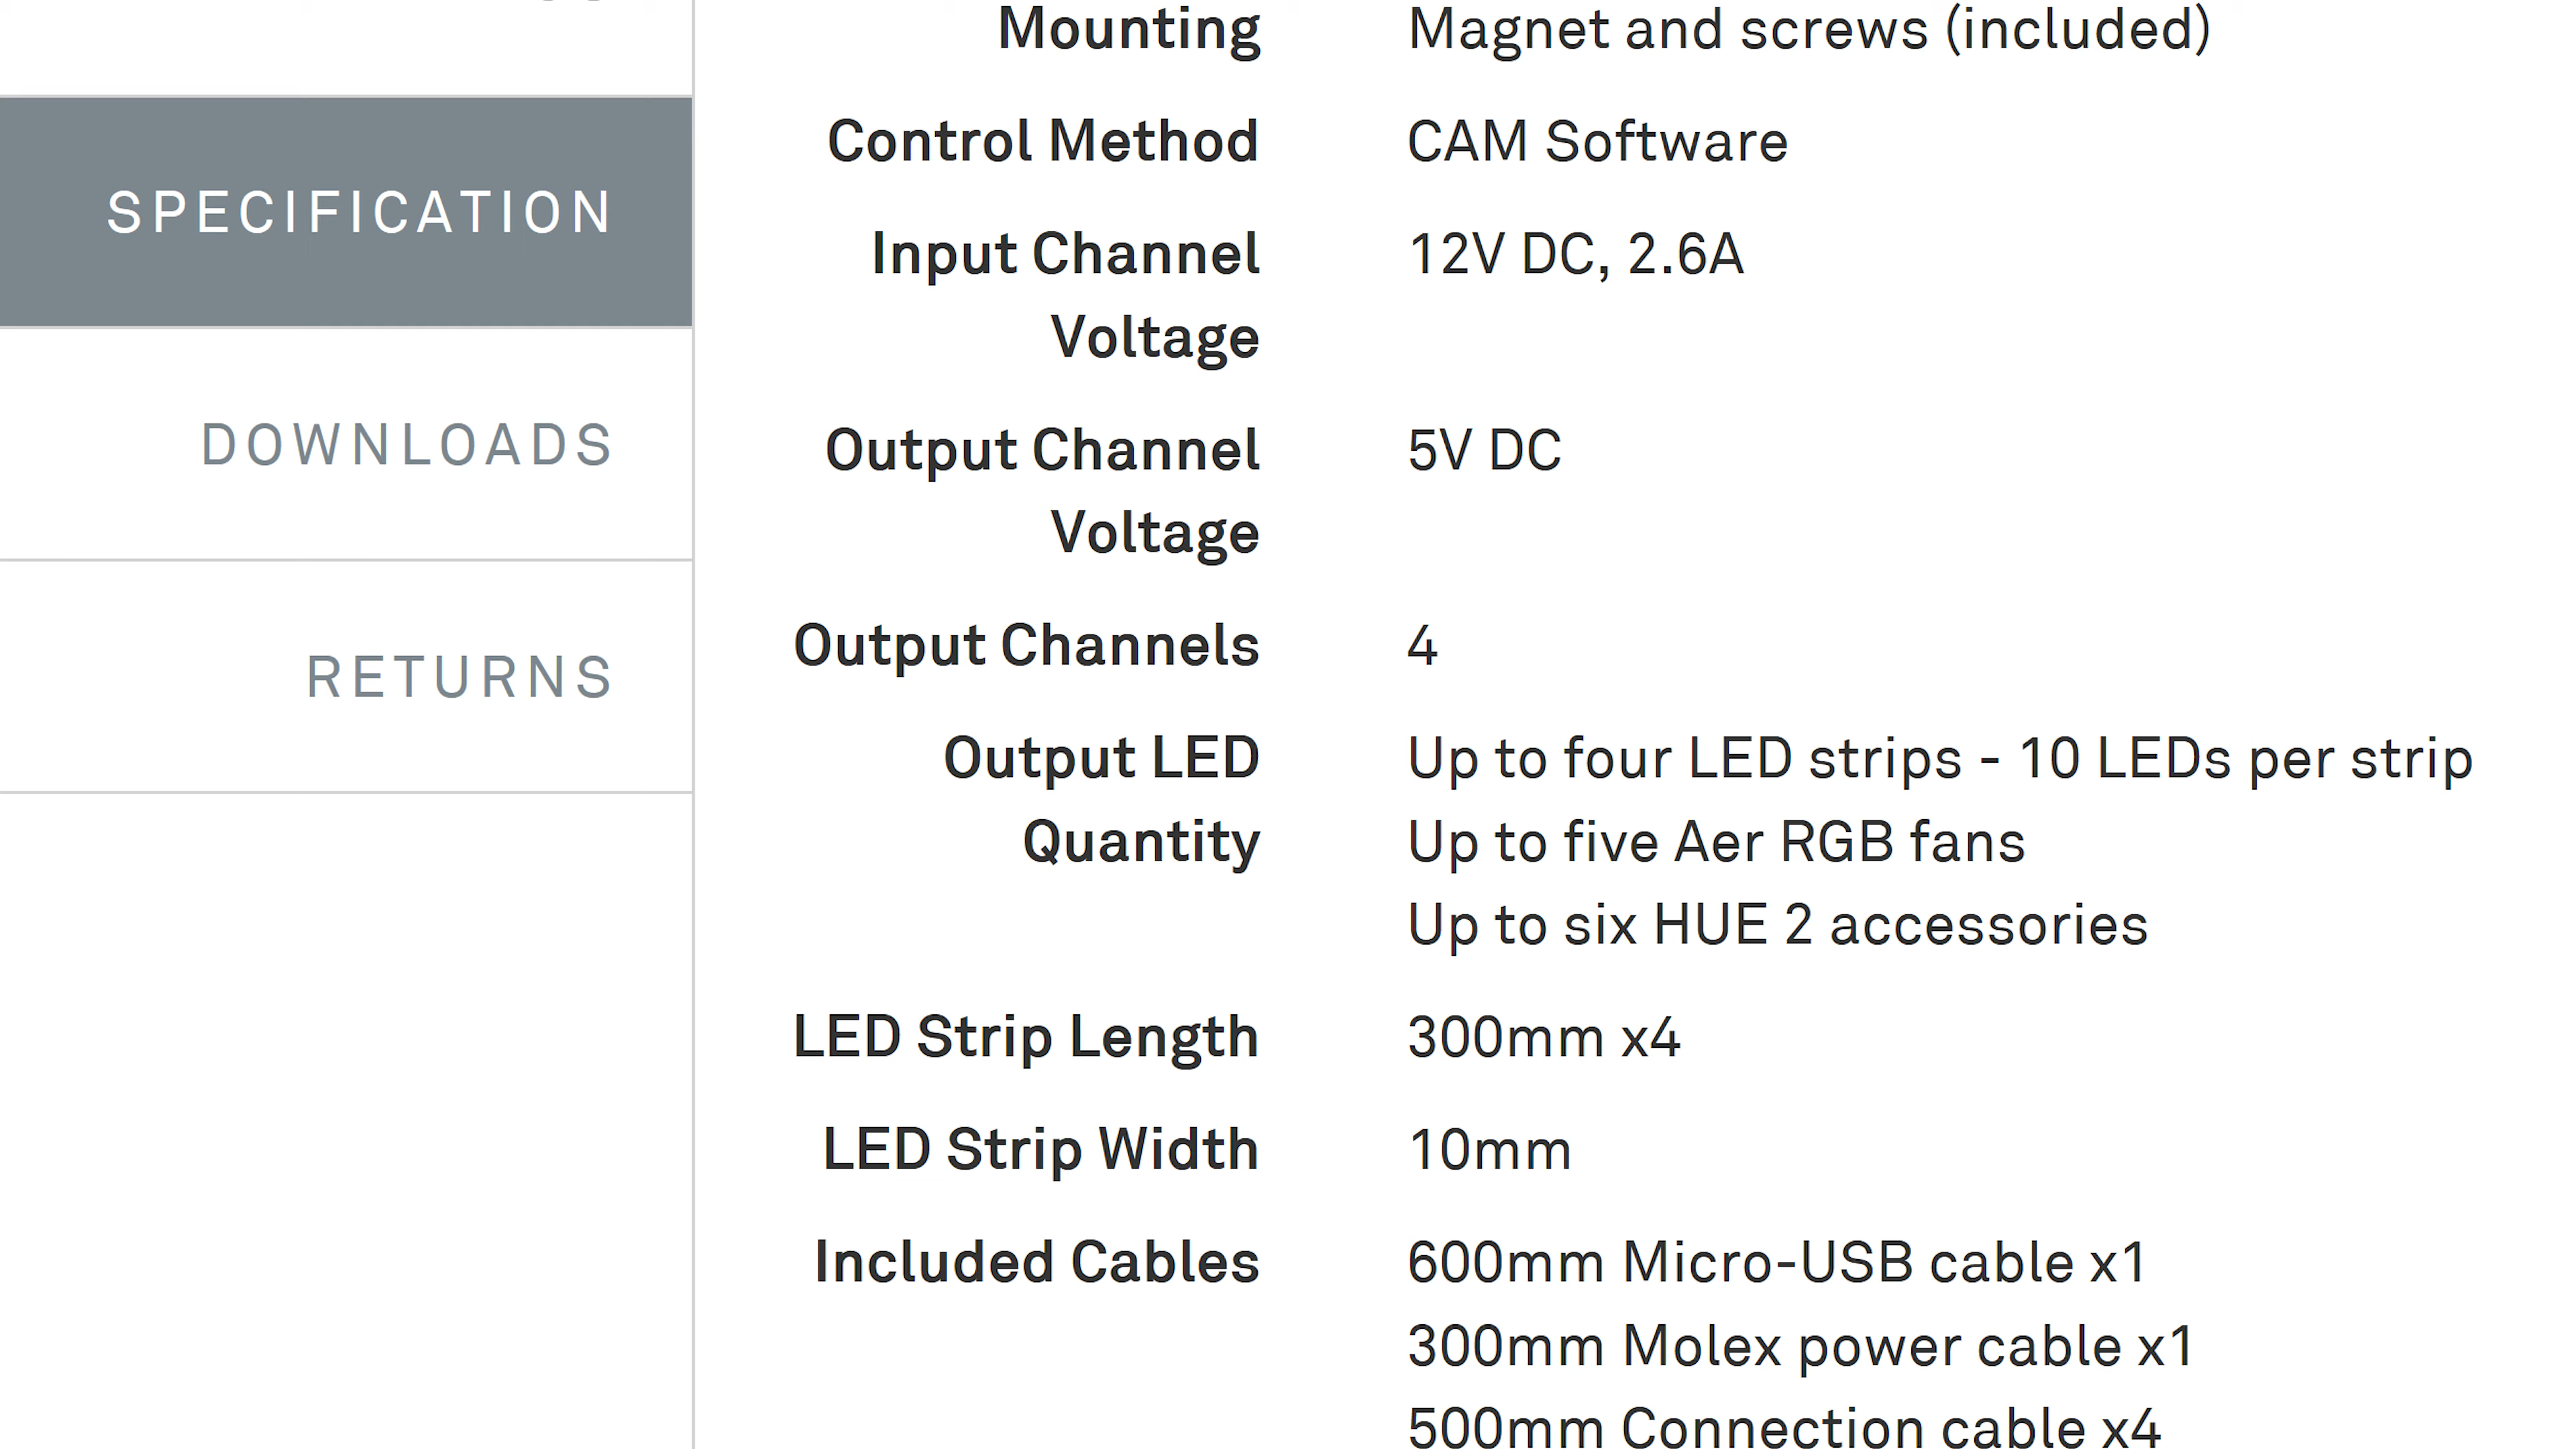 SPECIFICATION
DOWNLOADS
RETURNS
Mounting Magnet and screws (included)
Control Method CAM Software
Input Channel 12V DC, 2.6A
Voltage
Output Channel 5V DC
Voltage
Output Channels 4
Output LED Up to four LED strips - 10 LEDs per strip
Quantity Up to five Aer RGB fans
Up to six HUE 2 accessories
LED Strip Length 300mm x4
LED Strip Width 10mm
Included Cables 600mm Micro-USB cable x1
300mm Molex power cable x1
500mm Connection cable x4